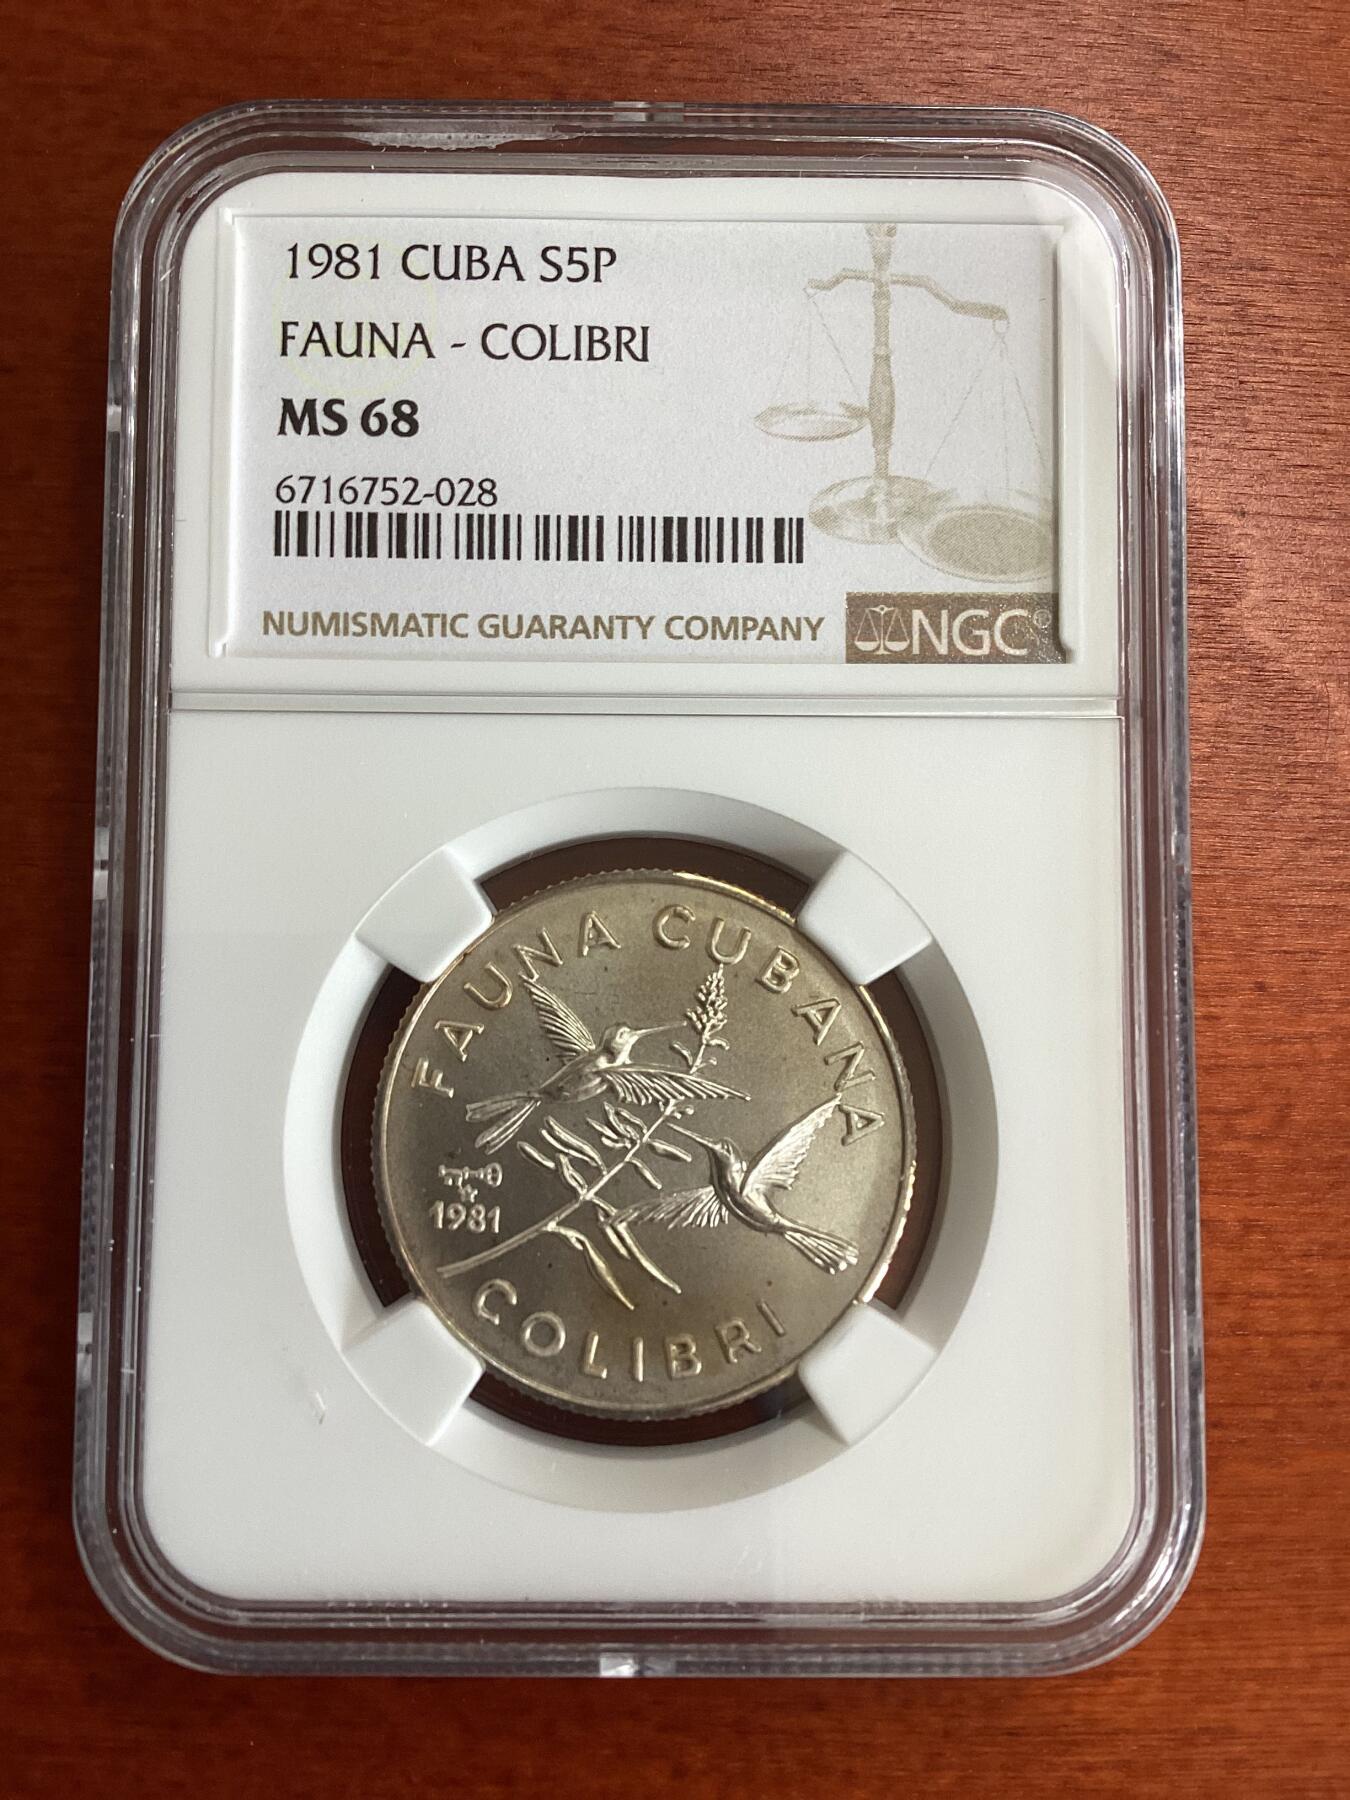 1981 CUBA S5P
FAUNA - COLIBRI
MS 68
6716752-028
NUMISMATIC GUARANTY COMPANY
NGC®
FAUNA CUBANA
1981
COLIBRI